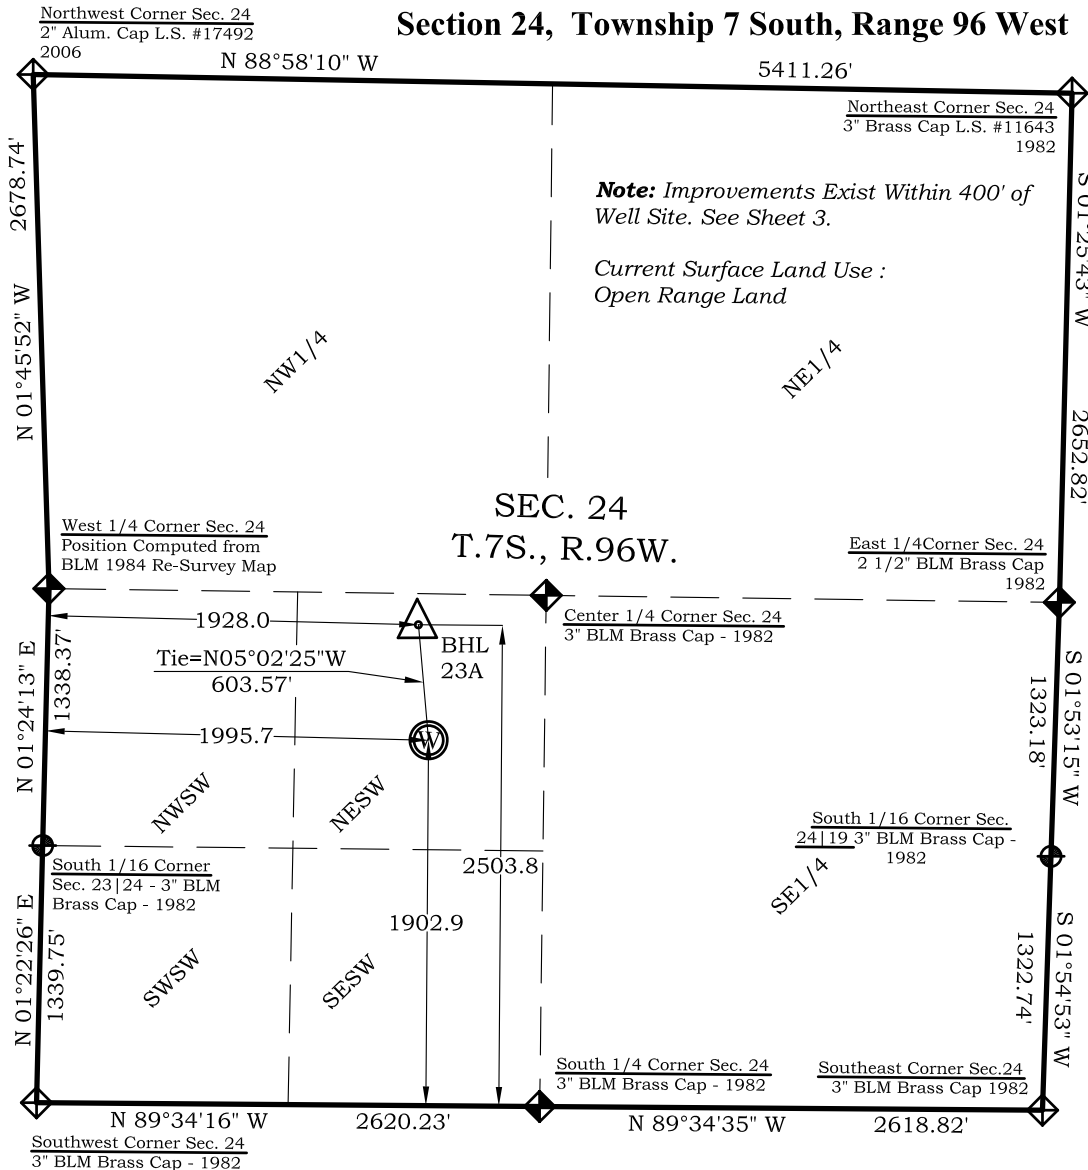 Northwest Corner Sec. 24
2" Alum. Cap L.S. #17492
2006
Section 24, Township 7 South, Range 96 West
N 88°58'10" W
5411.26'
Northeast Corner Sec. 24
3" Brass Cap L.S. #11643
1982
2678.74'
N 01°45'52" W
S 01°25'43" W
2652.82'
Note: Improvements Exist Within 400' of
Well Site. See Sheet 3.
Current Surface Land Use :
Open Range Land
NW1/4
NE1/4
SEC. 24
T.7S., R.96W.
West 1/4 Corner Sec. 24
Position Computed from
BLM 1984 Re-Survey Map
East 1/4Corner Sec. 24
2 1/2" BLM Brass Cap
1982
Center 1/4 Corner Sec. 24
3" BLM Brass Cap - 1982
1928.0
BHL
23A
Tie=N05°02'25"W
603.57'
1995.7
W
N 01°24'13" E
1338.37'
S 01°53'15" W
1323.18'
NWSW
NESW
South 1/16 Corner Sec.
24|19 3" BLM Brass Cap -
1982
South 1/16 Corner
Sec. 23|24 - 3" BLM
Brass Cap - 1982
2503.8
1902.9
SE1/4
N 01°22'26" E
1339.75'
S 01°54'53" W
1322.74'
SWSW
SESW
South 1/4 Corner Sec. 24
3" BLM Brass Cap - 1982
Southeast Corner Sec.24
3" BLM Brass Cap 1982
N 89°34'16" W
2620.23'
N 89°34'35" W
2618.82'
Southwest Corner Sec. 24
3" BLM Brass Cap - 1982